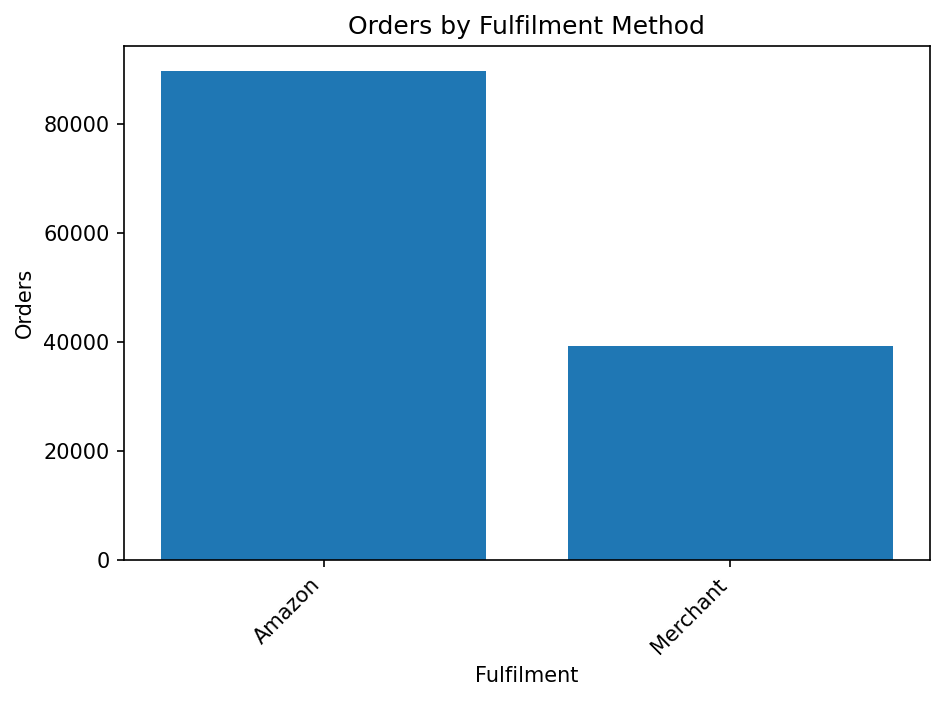 Orders by Fulfilment Method
Orders
80000
60000
40000
20000
0
Amazon
Merchant
Fulfilment